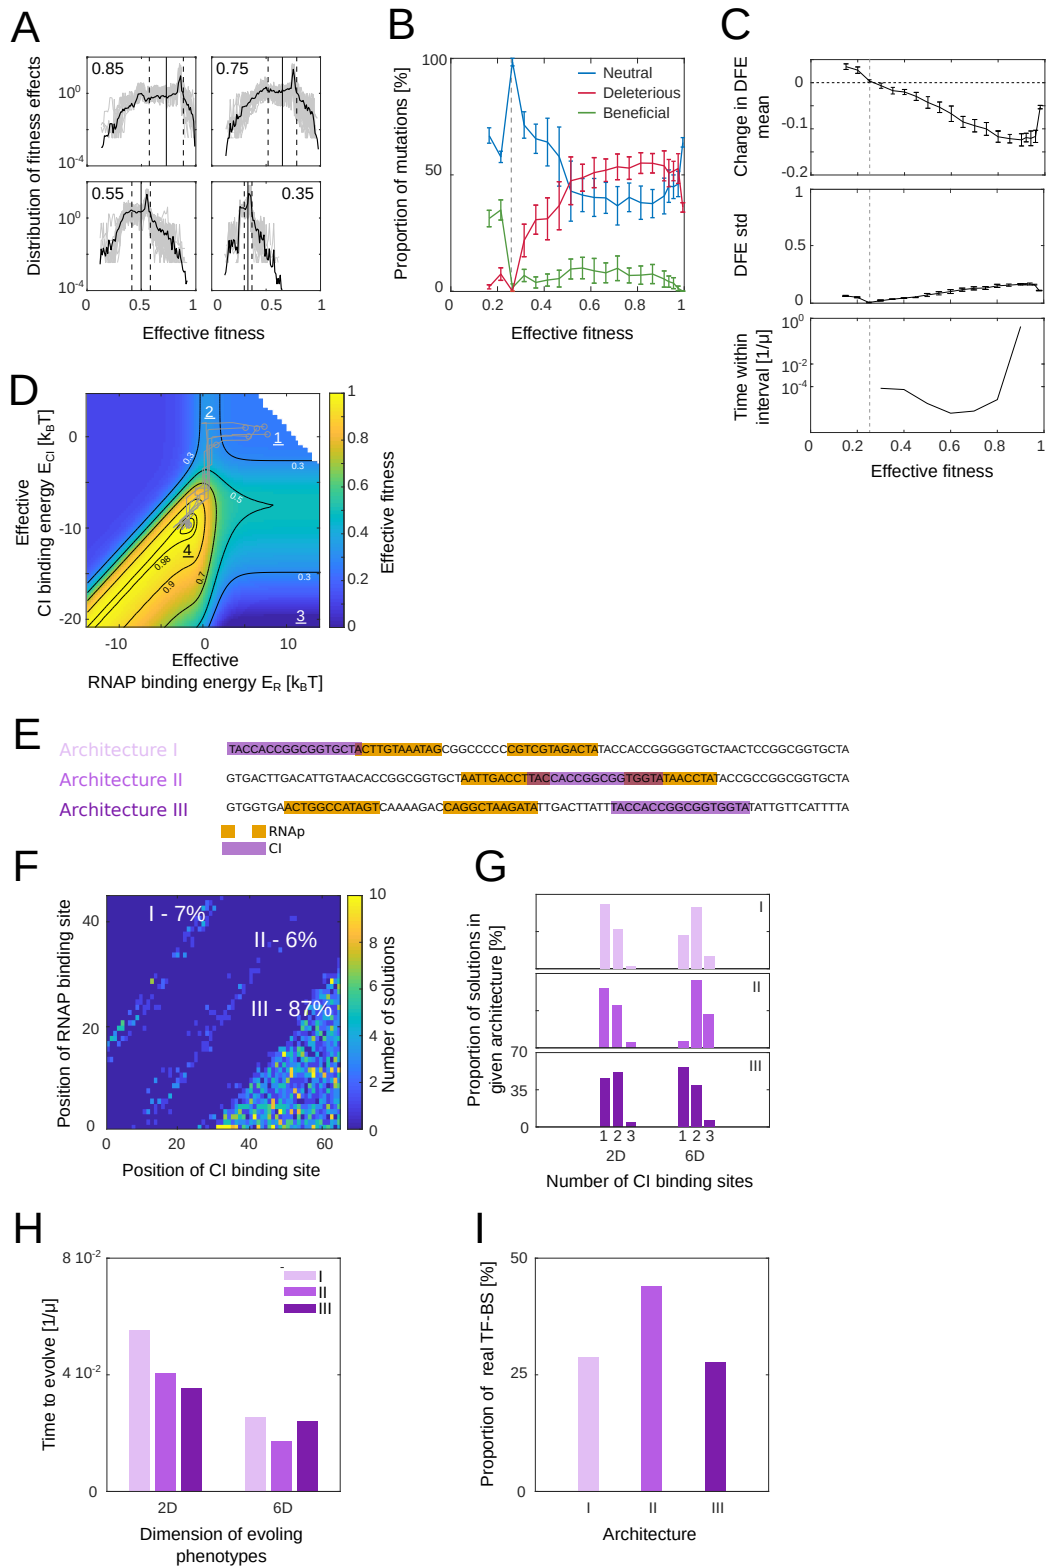 A
Distribution of fitness effects
0.85
0.75
10⁰
10⁻⁴
0.55
0.35
10⁰
10⁻⁴
0 0.5 1
0 0.5 1
Effective fitness
B
Proportion of mutations [%]
100
50
0
Neutral
Deleterious
Beneficial
0.2 0.4 0.6 0.8 1
Effective fitness
C
Change in DFE mean
0
-0.1
-0.2
DFE std
1
0.5
0
Time within interval [1/μ]
10⁰
10⁻²
10⁻⁴
0 0.2 0.4 0.6 0.8 1
Effective fitness
D
Effective
CI binding energy E_CI [k_BT]
0
-10
-20
2
1
0.3
0.3
0.5
4
0.98
0.9
0.7
0.3
3
-10 0 10
Effective
RNAP binding energy E_R [k_BT]
1
0.8
0.6
0.4
0.2
0
Effective fitness
E
Architecture I TACCACCGGCGGTGCTACTTGTAAATAGCGGCCCCCCGTCGTAGACTATACCACCGGGGGTGCTAACTCCGGCGGTGCTA
Architecture II GTGACTTGACATTGTAACACCGGCGGTGCTAATTGACCTTACCACCGGCGGTGGTATAACCTATACCGCCGGCGGTGCTA
Architecture III GTGGTGAACTGGCCATAGTCAAAAGACCAGGCTAAGATATTGACTTATTTACCACCGGCGGTGGTATATTGTTCATTTTA
RNAp
CI
F
Position of RNAP binding site
40
20
0
I - 7%
II - 6%
III - 87%
0 20 40 60
Position of CI binding site
10
8
6
4
2
0
Number of solutions
G
Proportion of solutions in given architecture [%]
I
II
III
70
35
0
1 2 3 1 2 3
2D 6D
Number of CI binding sites
H
Time to evolve [1/μ]
8 10⁻²
4 10⁻²
0
I
II
III
2D 6D
Dimension of evoling
phenotypes
I
Proportion of real TF-BS [%]
50
25
0
I II III
Architecture